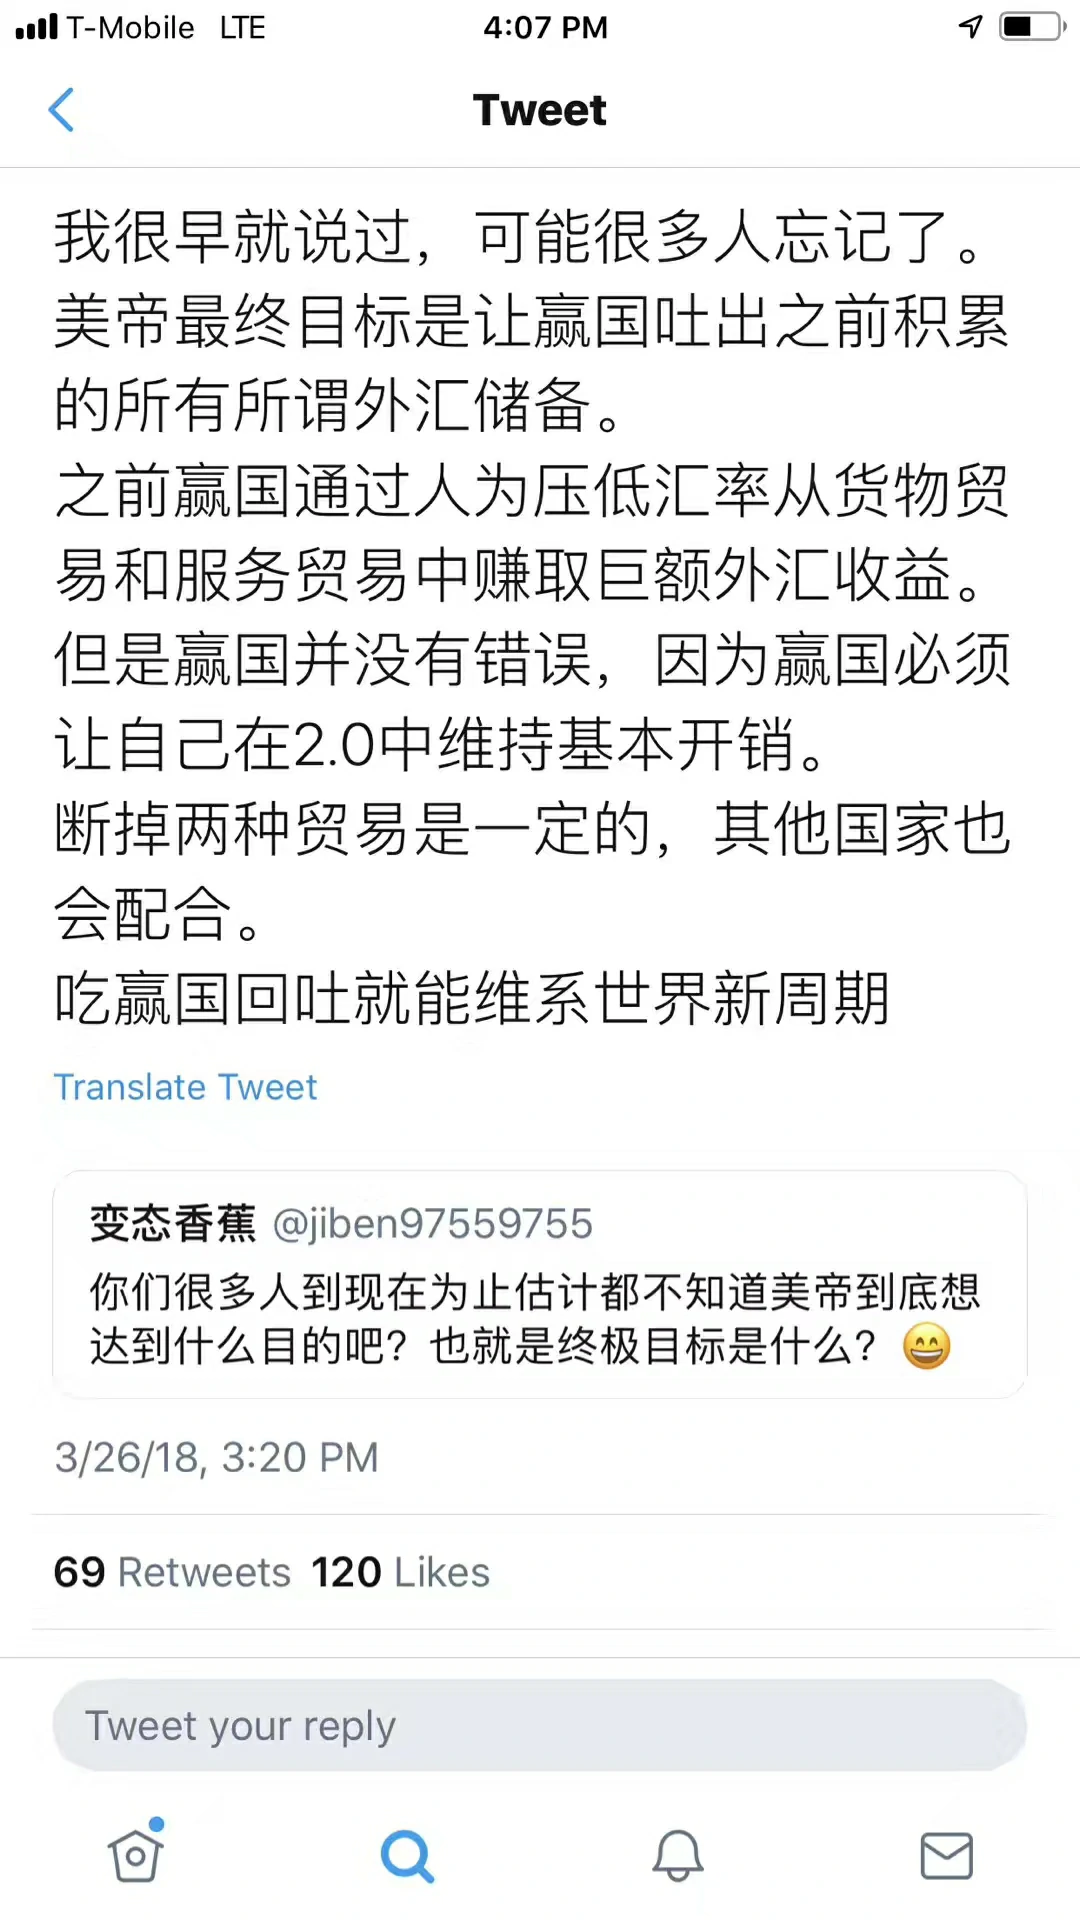 T-Mobile LTE 4:07 PM
Tweet
我很早就说过，可能很多人忘记了。
美帝最终目标是让赢国吐出之前积累
的所有所谓外汇储备。
之前赢国通过人为压低汇率从货物贸
易和服务贸易中赚取巨额外汇收益。
但是赢国并没有错误，因为赢国必须
让自己在2.0中维持基本开销。
断掉两种贸易是一定的，其他国家也
会配合。
吃赢国回吐就能维系世界新周期
Translate Tweet
变态香蕉 @jiben97559755
你们很多人到现在为止估计都不知道美帝到底想
达到什么目的吧？也就是终极目标是什么？😄
3/26/18, 3:20 PM
69 Retweets 120 Likes
Tweet your reply